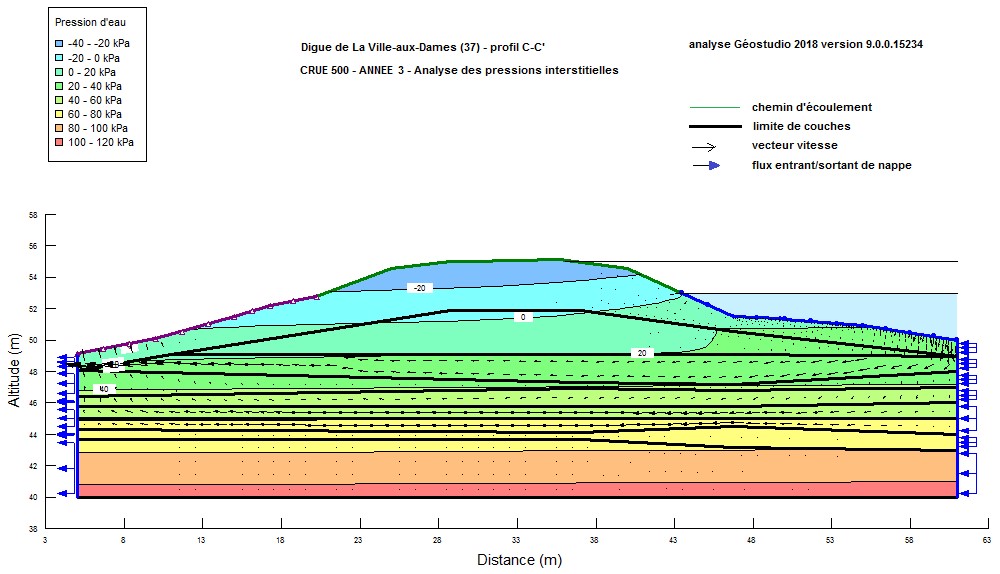 Pression d'eau
-40 - -20 kPa
-20 - 0 kPa
0 - 20 kPa
20 - 40 kPa
40 - 60 kPa
60 - 80 kPa
80 - 100 kPa
100 - 120 kPa
Digue de La Ville-aux-Dames (37) - profil C-C'
CRUE 500 - ANNEE 3 - Analyse des pressions interstitielles
analyse Géostudio 2018 version 9.0.0.15234
chemin d'écoulement
limite de couches
vecteur vitesse
flux entrant/sortant de nappe
Altitude (m)
58
56
54
52
50
48
46
44
42
40
38
-20
0
20
40
3
8
13
18
23
28
33
38
43
48
53
58
63
Distance (m)